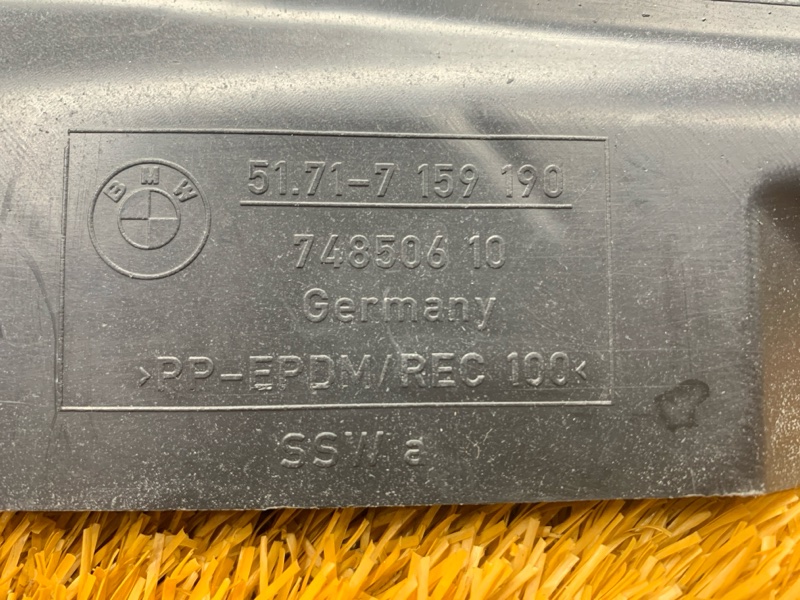 BMW
51.71-7 159 190
748506 10
Germany
>PP-EPDM/REC 100<
SSW a